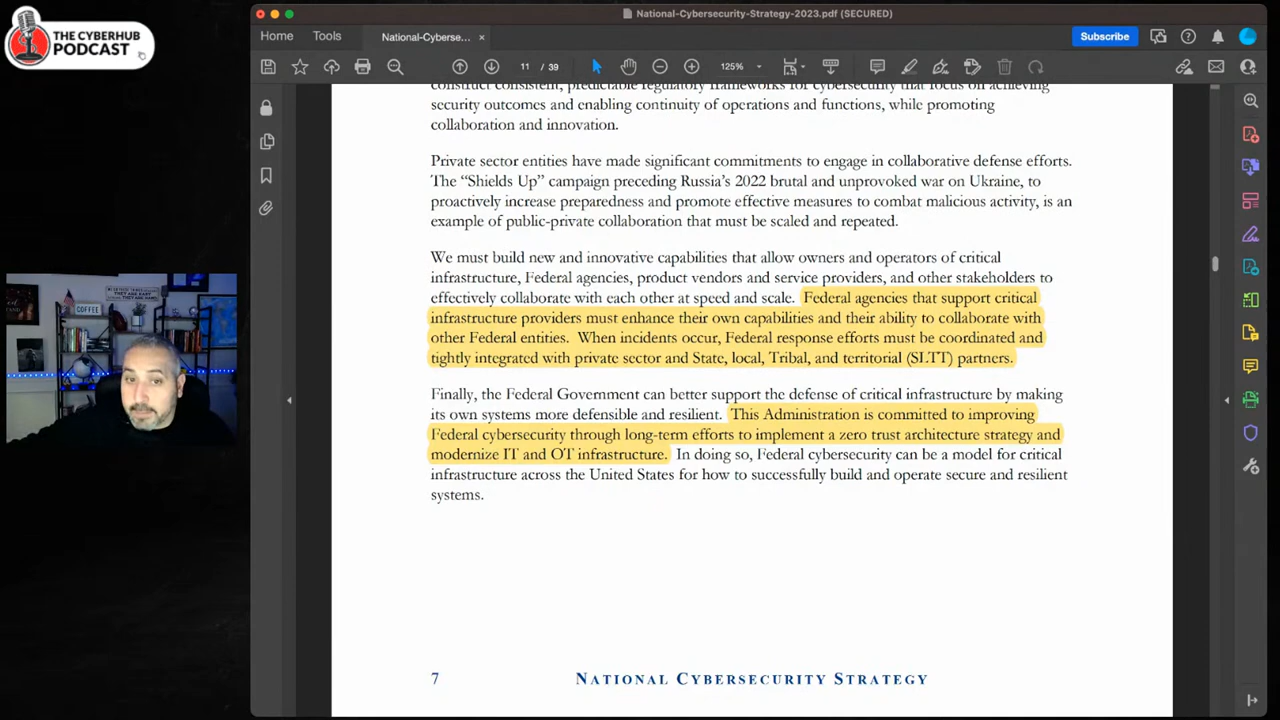 THE CYBERHUB
PODCAST
National-Cybersecurity-Strategy-2023.pdf (SECURED)
Home
Tools
National-Cyberse...
Subscribe
11 / 39
125%
construct consistent, predictable regulatory frameworks for cybersecurity that focus on achieving
security outcomes and enabling continuity of operations and functions, while promoting
collaboration and innovation.
Private sector entities have made significant commitments to engage in collaborative defense efforts.
The “Shields Up” campaign preceding Russia’s 2022 brutal and unprovoked war on Ukraine, to
proactively increase preparedness and promote effective measures to combat malicious activity, is an
example of public-private collaboration that must be scaled and repeated.
We must build new and innovative capabilities that allow owners and operators of critical
infrastructure, Federal agencies, product vendors and service providers, and other stakeholders to
effectively collaborate with each other at speed and scale. Federal agencies that support critical
infrastructure providers must enhance their own capabilities and their ability to collaborate with
other Federal entities. When incidents occur, Federal response efforts must be coordinated and
tightly integrated with private sector and State, local, Tribal, and territorial (SLTT) partners.
Finally, the Federal Government can better support the defense of critical infrastructure by making
its own systems more defensible and resilient. This Administration is committed to improving
Federal cybersecurity through long-term efforts to implement a zero trust architecture strategy and
modernize IT and OT infrastructure. In doing so, Federal cybersecurity can be a model for critical
infrastructure across the United States for how to successfully build and operate secure and resilient
systems.
7 NATIONAL CYBERSECURITY STRATEGY
COFFEE